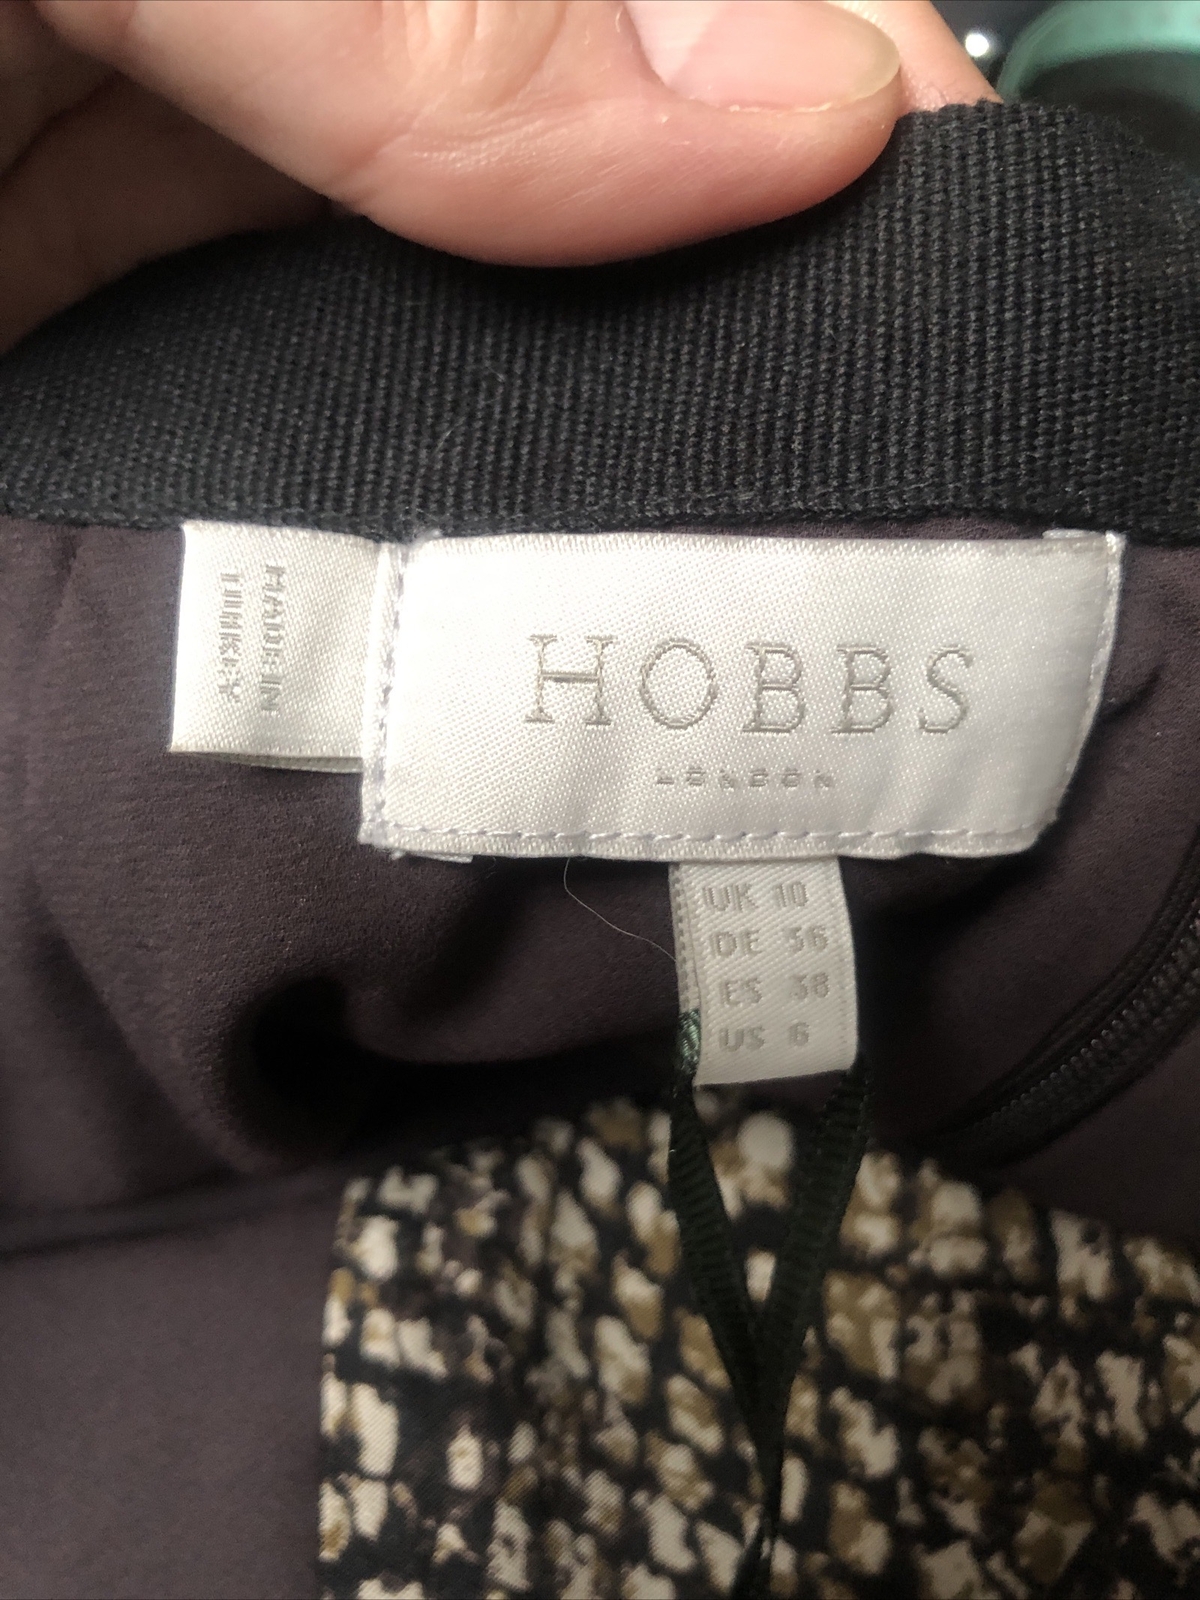 MADE IN
TURKEY
HOBBS
LONDON
UK 10
DE 36
ES 38
US 6